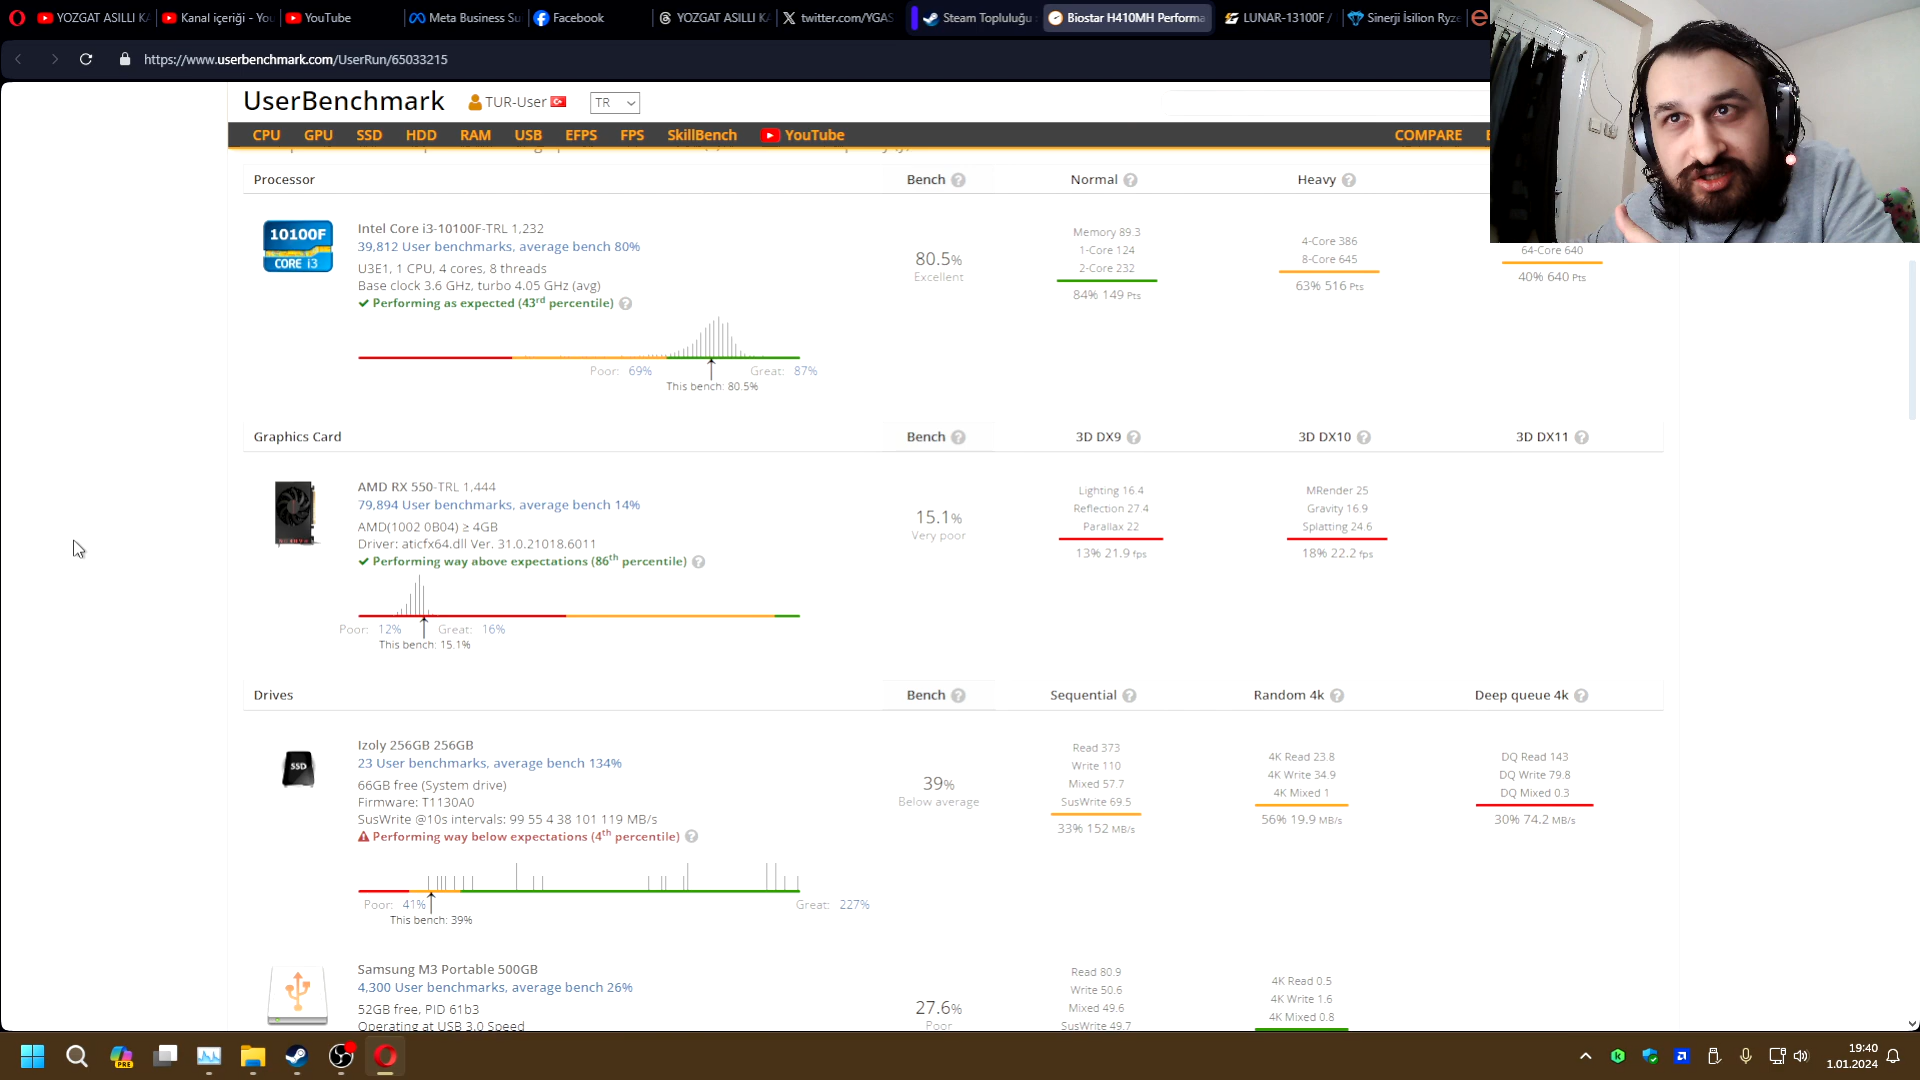 YOZGAT ASILLI KA
Kanal içeriği - You
YouTube
Meta Business Su
Facebook
YOZGAT ASILLI KA
twitter.com/YGAS
Steam Topluluğu :
Biostar H410MH Performa
LUNAR-13100F /
Sinerji İsilion Ryze
https://www.userbenchmark.com/UserRun/65033215
UserBenchmark
TUR-User
TR
CPU GPU SSD HDD RAM USB EFPS FPS SkillBench YouTube COMPARE
Processor Bench Normal Heavy
10100F
CORE i3
Intel Core i3-10100F-TRL 1,232
39,812 User benchmarks, average bench 80%
U3E1, 1 CPU, 4 cores, 8 threads
Base clock 3.6 GHz, turbo 4.05 GHz (avg)
Performing as expected (43rd percentile)
Poor: 69% Great: 87%
This bench: 80.5%
80.5%
Excellent
Memory 89.3
1-Core 124
2-Core 232
84% 149 Pts
4-Core 386
8-Core 645
63% 516 Pts
64-Core 640
40% 640 Pts
Graphics Card Bench 3D DX9 3D DX10 3D DX11
AMD RX 550-TRL 1,444
79,894 User benchmarks, average bench 14%
AMD(1002 0B04) ≥ 4GB
Driver: aticfx64.dll Ver. 31.0.21018.6011
Performing way above expectations (86th percentile)
Poor: 12% Great: 16%
This bench: 15.1%
15.1%
Very poor
Lighting 16.4
Reflection 27.4
Parallax 22
13% 21.9 fps
MRender 25
Gravity 16.9
Splatting 24.6
18% 22.2 fps
Drives Bench Sequential Random 4k Deep queue 4k
SSD
Izoly 256GB 256GB
23 User benchmarks, average bench 134%
66GB free (System drive)
Firmware: T1130A0
SusWrite @10s intervals: 99 55 4 38 101 119 MB/s
Performing way below expectations (4th percentile)
Poor: 41% Great: 227%
This bench: 39%
39%
Below average
Read 373
Write 110
Mixed 57.7
SusWrite 69.5
33% 152 MB/s
4K Read 23.8
4K Write 34.9
4K Mixed 1
56% 19.9 MB/s
DQ Read 143
DQ Write 79.8
DQ Mixed 0.3
30% 74.2 MB/s
Samsung M3 Portable 500GB
4,300 User benchmarks, average bench 26%
52GB free, PID 61b3
Operating at USB 3.0 Speed
27.6%
Poor
Read 80.9
Write 50.6
Mixed 49.6
SusWrite 49.7
4K Read 0.5
4K Write 1.6
4K Mixed 0.8
PRE
19:40
1.01.2024